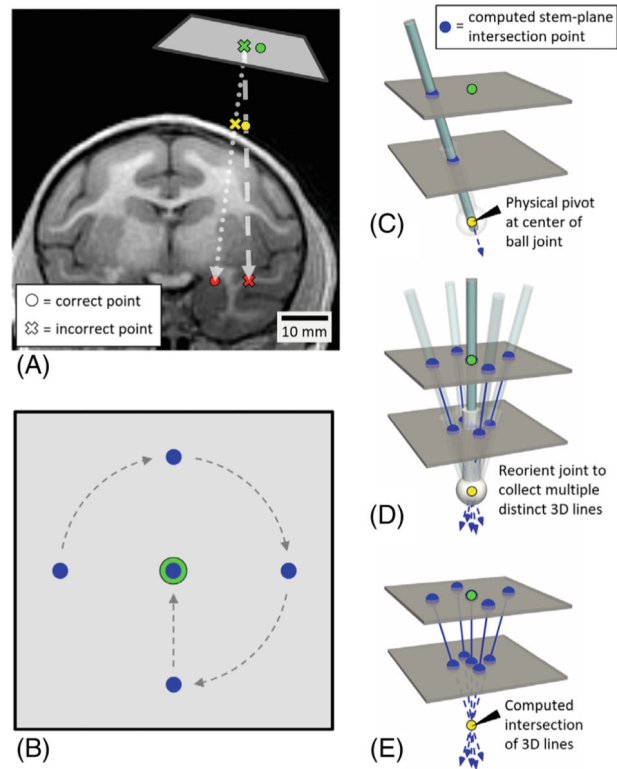 ○ = correct point
✖ = incorrect point
10 mm
(A)
(B)
● = computed stem-plane
intersection point
(C)
Physical pivot
at center of
ball joint
(D)
Reorient joint to
collect multiple
distinct 3D lines
(E)
Computed
intersection
of 3D lines